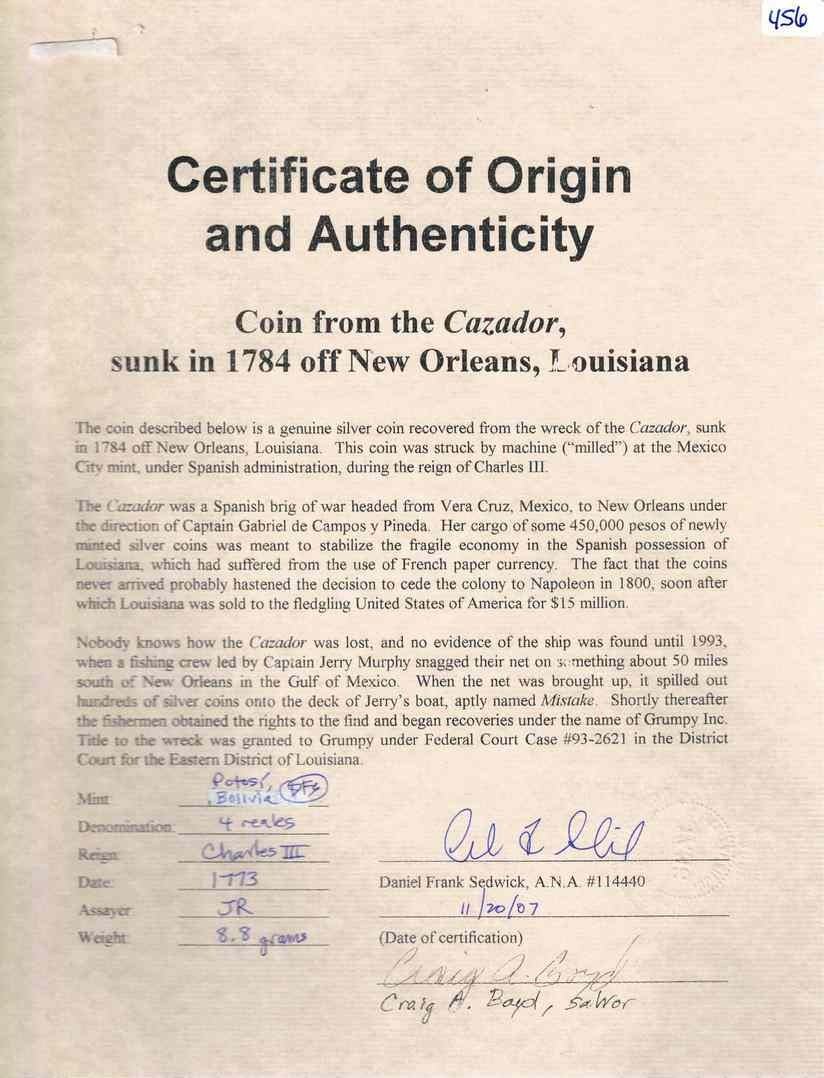 456
Certificate of Origin
and Authenticity
Coin from the Cazador,
sunk in 1784 off New Orleans, Louisiana
The coin described below is a genuine silver coin recovered from the wreck of the Cazador, sunk
in 1784 off New Orleans, Louisiana. This coin was struck by machine ("milled") at the Mexico
City mint, under Spanish administration, during the reign of Charles III.
The Cazador was a Spanish brig of war headed from Vera Cruz, Mexico, to New Orleans under
the direction of Captain Gabriel de Campos y Pineda. Her cargo of some 450,000 pesos of newly
minted silver coins was meant to stabilize the fragile economy in the Spanish possession of
Louisiana, which had suffered from the use of French paper currency. The fact that the coins
never arrived probably hastened the decision to cede the colony to Napoleon in 1800, soon after
which Louisiana was sold to the fledgling United States of America for $15 million.
Nobody knows how the Cazador was lost, and no evidence of the ship was found until 1993,
when a fishing crew led by Captain Jerry Murphy snagged their net on something about 50 miles
south of New Orleans in the Gulf of Mexico. When the net was brought up, it spilled out
hundreds of silver coins onto the deck of Jerry's boat, aptly named Mistake. Shortly thereafter
the fishermen obtained the rights to the find and began recoveries under the name of Grumpy Inc.
Title to the wreck was granted to Grumpy under Federal Court Case #93-2621 in the District
Court for the Eastern District of Louisiana.
Mint: Potosí, Bolivia DFS
Denomination: 4 reales
Reign: Charles III
Date: 1773
Assayer: JR
Weight: 8.8 grams
Daniel Frank Sedwick, A.N.A. #114440
11/20/07
(Date of certification)
Craig A. Boyd
Craig A. Boyd, Salvor